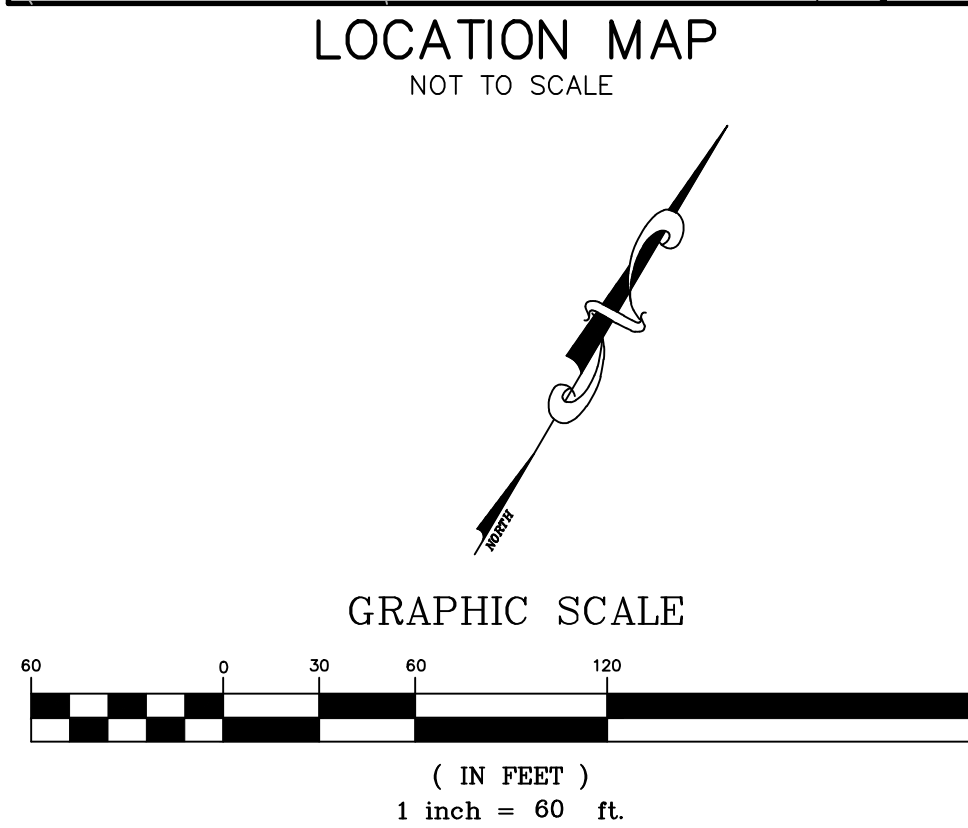 LOCATION MAP
NOT TO SCALE
NORTH
GRAPHIC SCALE
60 0 30 60 120
( IN FEET )
1 inch = 60 ft.